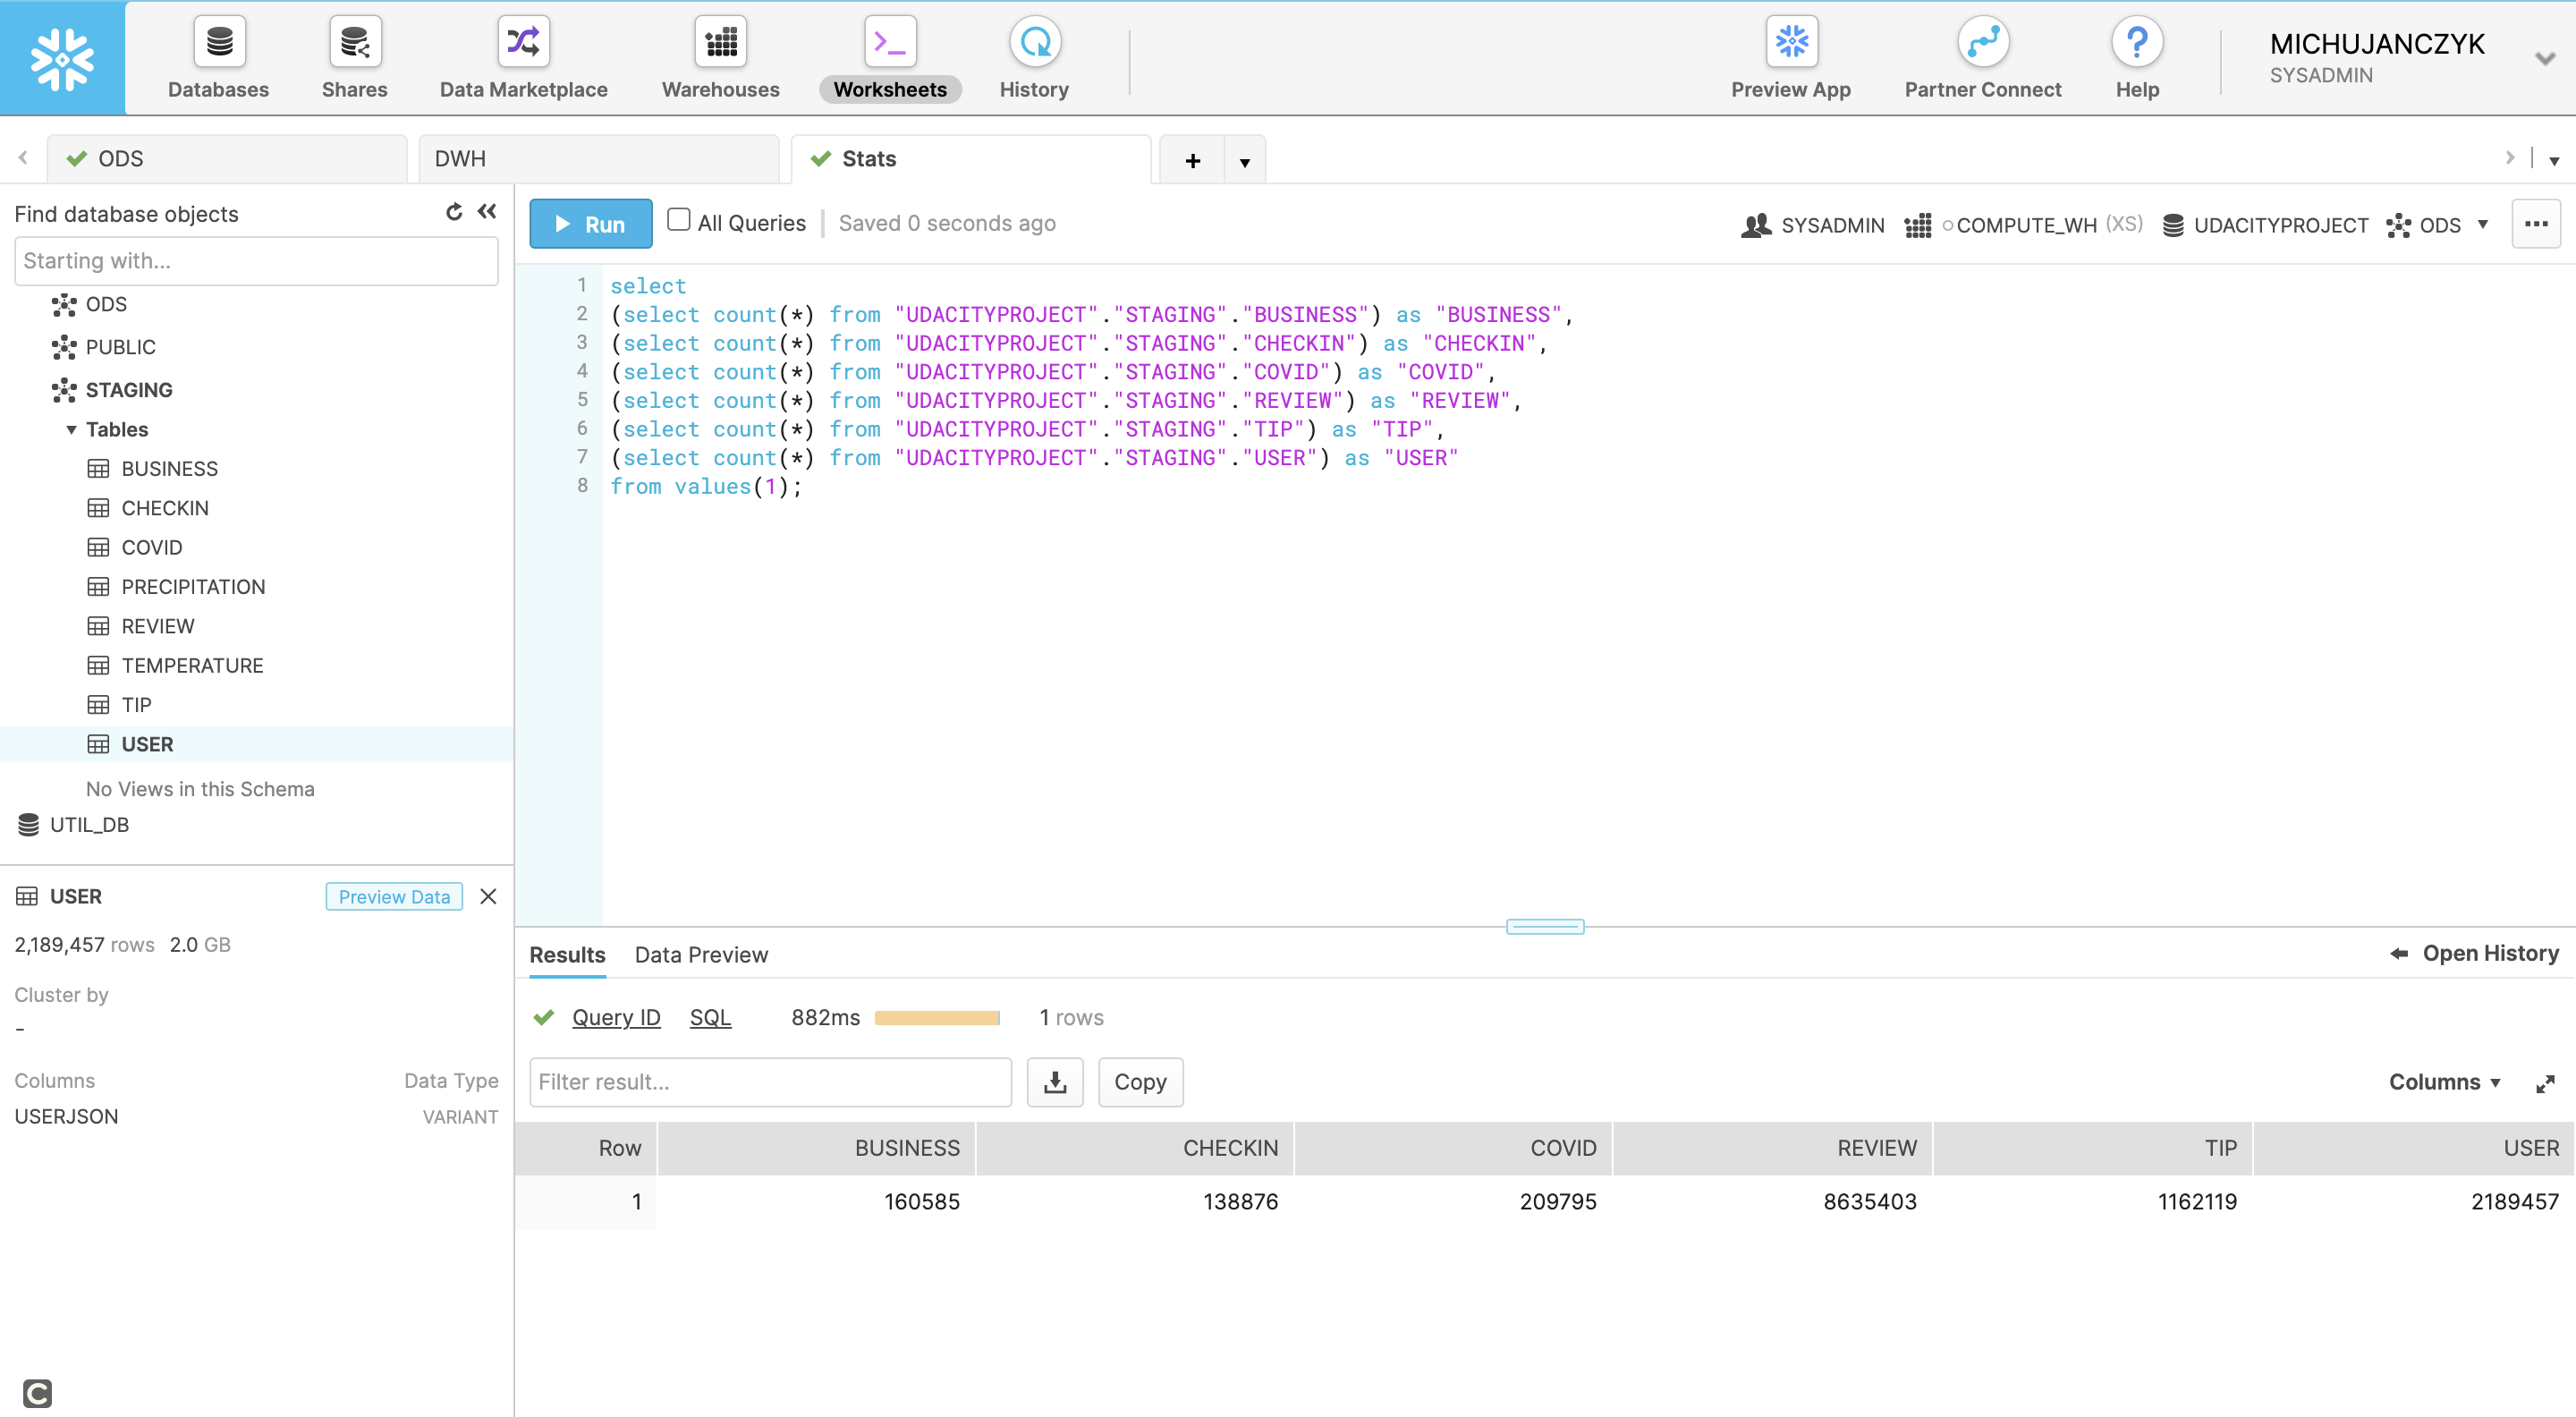 Databases
Shares
Data Marketplace
Warehouses
Worksheets
History
Preview App
Partner Connect
Help
MICHUJANCZYK
SYSADMIN
ODS
DWH
Stats
Find database objects
Starting with...
ODS
PUBLIC
STAGING
Tables
BUSINESS
CHECKIN
COVID
PRECIPITATION
REVIEW
TEMPERATURE
TIP
USER
No Views in this Schema
UTIL_DB
USER
Preview Data
2,189,457 rows 2.0 GB
Cluster by
-
Columns Data Type
USERJSON VARIANT
Run
All Queries
Saved 0 seconds ago
SYSADMIN
COMPUTE_WH (XS)
UDACITYPROJECT
ODS
1 select
2 (select count(*) from "UDACITYPROJECT"."STAGING"."BUSINESS") as "BUSINESS",
3 (select count(*) from "UDACITYPROJECT"."STAGING"."CHECKIN") as "CHECKIN",
4 (select count(*) from "UDACITYPROJECT"."STAGING"."COVID") as "COVID",
5 (select count(*) from "UDACITYPROJECT"."STAGING"."REVIEW") as "REVIEW",
6 (select count(*) from "UDACITYPROJECT"."STAGING"."TIP") as "TIP",
7 (select count(*) from "UDACITYPROJECT"."STAGING"."USER") as "USER"
8 from values(1);
Results
Data Preview
Open History
Query ID SQL 882ms 1 rows
Filter result...
Copy
Columns
Row BUSINESS CHECKIN COVID REVIEW TIP USER
1 160585 138876 209795 8635403 1162119 2189457
C